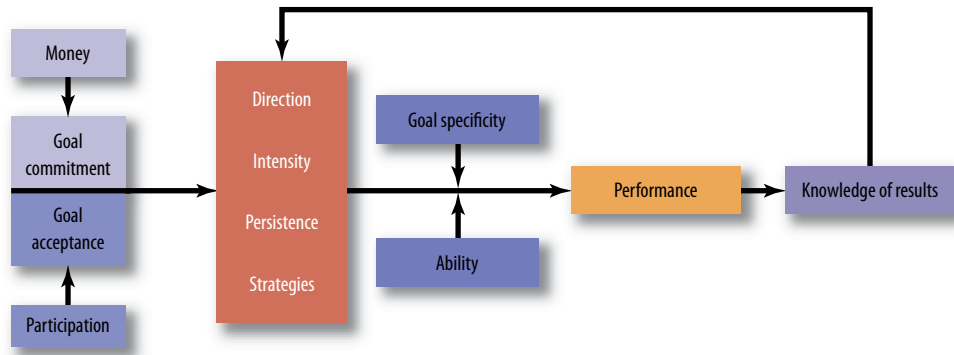 Money
Goal
commitment
Goal
acceptance
Participation
Direction
Intensity
Persistence
Strategies
Goal specificity
Ability
Performance
Knowledge of results